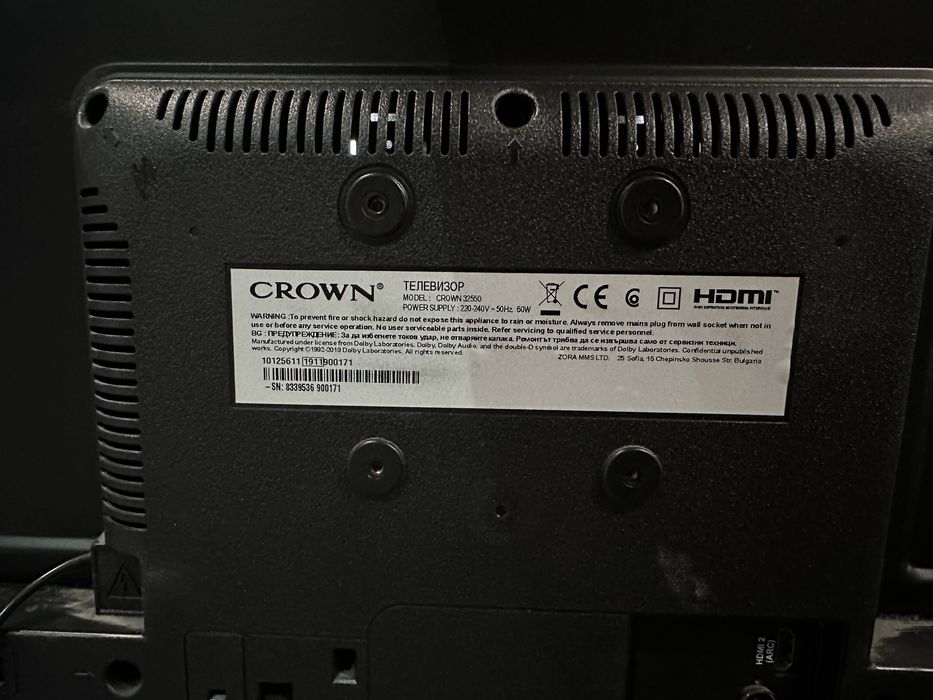 CROWN®
ТЕЛЕВИЗОР
MODEL : CROWN 32550
POWER SUPPLY : 220-240V ~ 50Hz, 60W
CE
HDMI™
HIGH-DEFINITION MULTIMEDIA INTERFACE
WARNING :To prevent fire or shock hazard do not expose this appliance to rain or moisture. Always remove mains plug from wall socket when not in
use or before any service operation. No user serviceable parts inside. Refer servicing to qualified service personnel.
BG : ПРЕДУПРЕЖДЕНИЕ: За да избегнете токов удар, не отваряйте капака. Ремонтът трябва да се извършва само от сервизни техници.
Manufactured under license from Dolby Laboratories. Dolby, Dolby Audio, and the double-D symbol are trademarks of Dolby Laboratories. Confidential unpublished
works. Copyright ©1992-2019 Dolby Laboratories. All rights reserved.
ZORA MMS LTD. 25 Sofia, 15 Chepinsko Shousse Str. Bulgaria
10125611 1911 900171
SN: 8339536 900171
HDMI 2
(ARC)